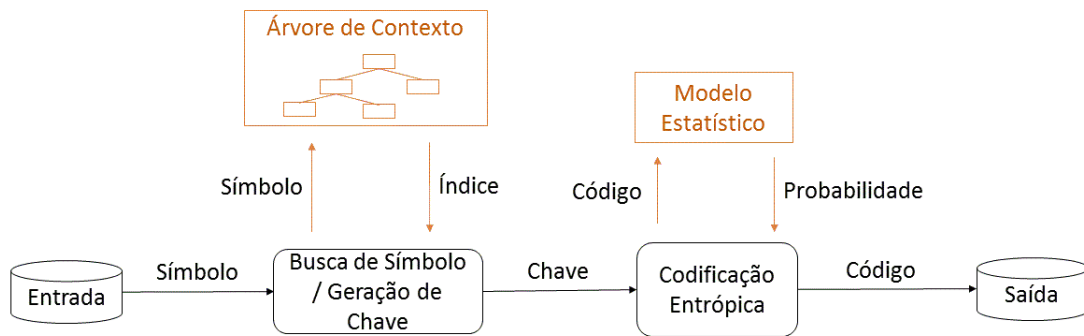 Árvore de Contexto
Modelo
Estatístico
Símbolo
Índice
Código
Probabilidade
Entrada
Símbolo
Busca de Símbolo
/ Geração de
Chave
Chave
Codificação
Entrópica
Código
Saída